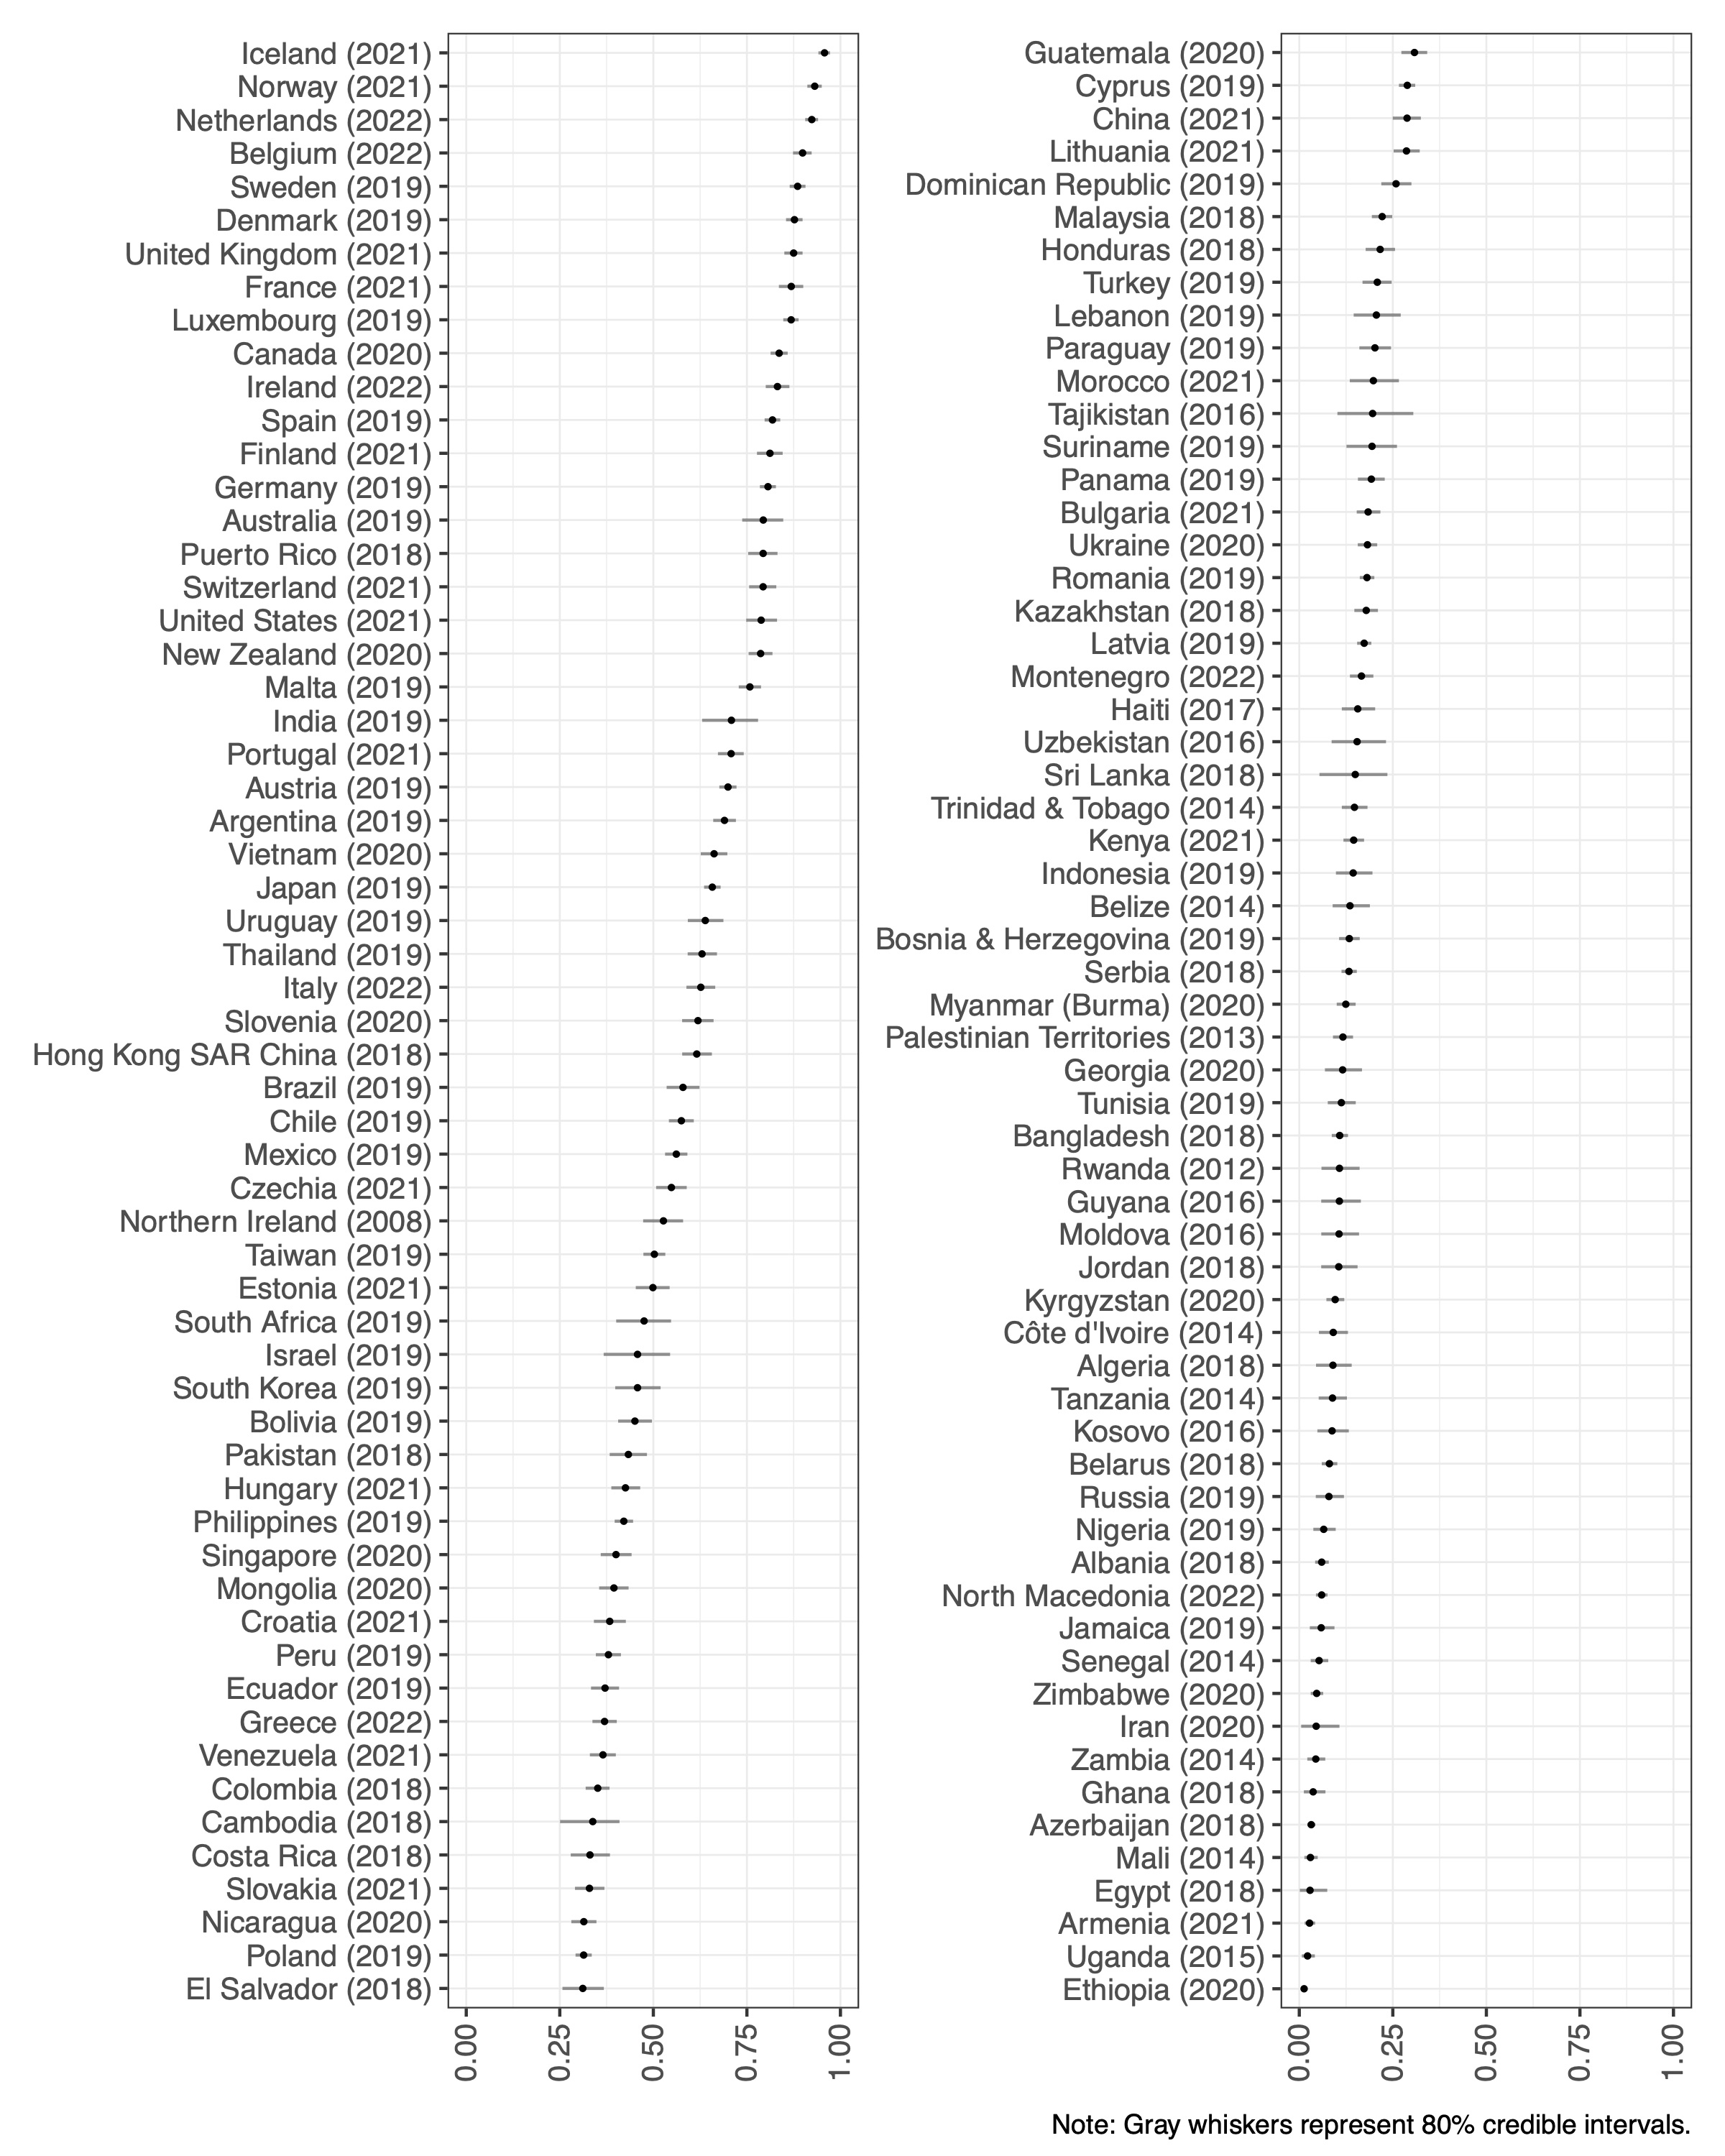 Iceland (2021)
Norway (2021)
Netherlands (2022)
Belgium (2022)
Sweden (2019)
Denmark (2019)
United Kingdom (2021)
France (2021)
Luxembourg (2019)
Canada (2020)
Ireland (2022)
Spain (2019)
Finland (2021)
Germany (2019)
Australia (2019)
Puerto Rico (2018)
Switzerland (2021)
United States (2021)
New Zealand (2020)
Malta (2019)
India (2019)
Portugal (2021)
Austria (2019)
Argentina (2019)
Vietnam (2020)
Japan (2019)
Uruguay (2019)
Thailand (2019)
Italy (2022)
Slovenia (2020)
Hong Kong SAR China (2018)
Brazil (2019)
Chile (2019)
Mexico (2019)
Czechia (2021)
Northern Ireland (2008)
Taiwan (2019)
Estonia (2021)
South Africa (2019)
Israel (2019)
South Korea (2019)
Bolivia (2019)
Pakistan (2018)
Hungary (2021)
Philippines (2019)
Singapore (2020)
Mongolia (2020)
Croatia (2021)
Peru (2019)
Ecuador (2019)
Greece (2022)
Venezuela (2021)
Colombia (2018)
Cambodia (2018)
Costa Rica (2018)
Slovakia (2021)
Nicaragua (2020)
Poland (2019)
El Salvador (2018)
0.00
0.25
0.50
0.75
1.00
Guatemala (2020)
Cyprus (2019)
China (2021)
Lithuania (2021)
Dominican Republic (2019)
Malaysia (2018)
Honduras (2018)
Turkey (2019)
Lebanon (2019)
Paraguay (2019)
Morocco (2021)
Tajikistan (2016)
Suriname (2019)
Panama (2019)
Bulgaria (2021)
Ukraine (2020)
Romania (2019)
Kazakhstan (2018)
Latvia (2019)
Montenegro (2022)
Haiti (2017)
Uzbekistan (2016)
Sri Lanka (2018)
Trinidad & Tobago (2014)
Kenya (2021)
Indonesia (2019)
Belize (2014)
Bosnia & Herzegovina (2019)
Serbia (2018)
Myanmar (Burma) (2020)
Palestinian Territories (2013)
Georgia (2020)
Tunisia (2019)
Bangladesh (2018)
Rwanda (2012)
Guyana (2016)
Moldova (2016)
Jordan (2018)
Kyrgyzstan (2020)
Côte d'Ivoire (2014)
Algeria (2018)
Tanzania (2014)
Kosovo (2016)
Belarus (2018)
Russia (2019)
Nigeria (2019)
Albania (2018)
North Macedonia (2022)
Jamaica (2019)
Senegal (2014)
Zimbabwe (2020)
Iran (2020)
Zambia (2014)
Ghana (2018)
Azerbaijan (2018)
Mali (2014)
Egypt (2018)
Armenia (2021)
Uganda (2015)
Ethiopia (2020)
0.00
0.25
0.50
0.75
1.00
Note: Gray whiskers represent 80% credible intervals.